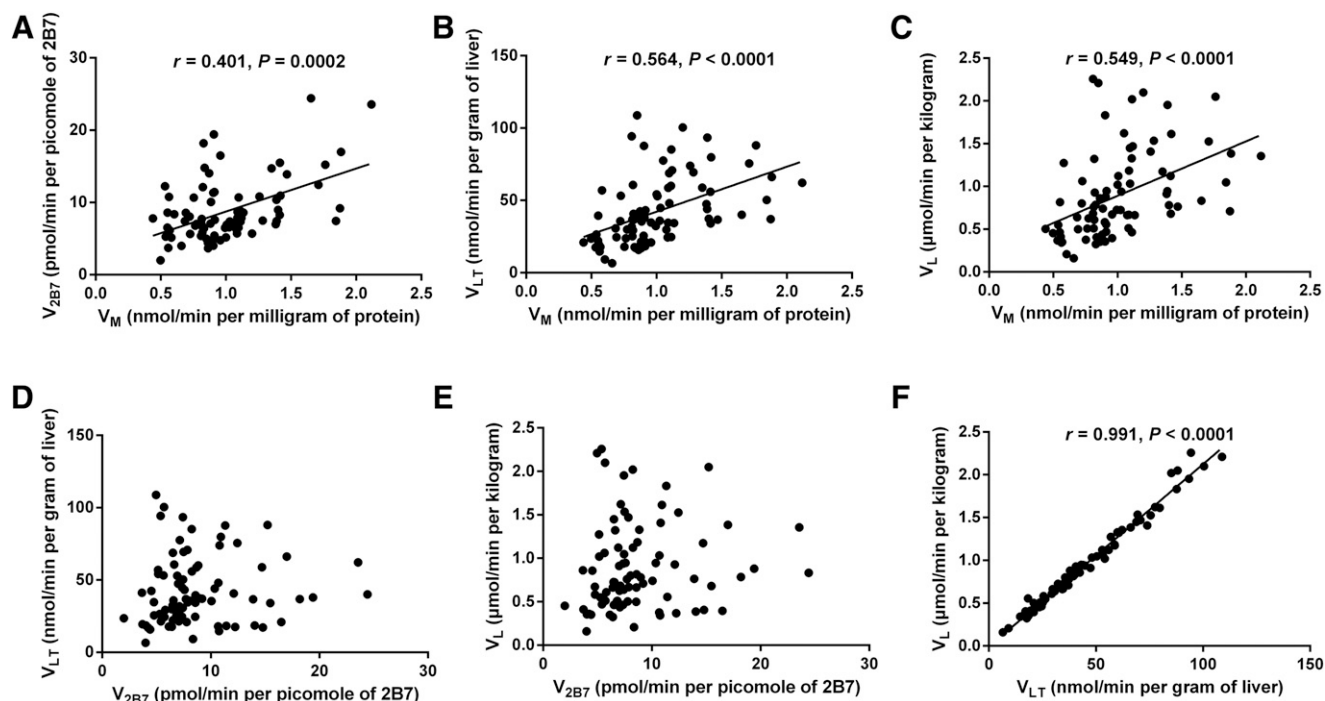 A
V2B7 (pmol/min per picomole of 2B7)
r = 0.401, P = 0.0002
30
20
10
0
0.0 0.5 1.0 1.5 2.0 2.5
VM (nmol/min per milligram of protein)
B
VLT (nmol/min per gram of liver)
r = 0.564, P < 0.0001
150
100
50
0
0.0 0.5 1.0 1.5 2.0 2.5
VM (nmol/min per milligram of protein)
C
VL (µmol/min per kilogram)
r = 0.549, P < 0.0001
2.5
2.0
1.5
1.0
0.5
0.0
0.0 0.5 1.0 1.5 2.0 2.5
VM (nmol/min per milligram of protein)
D
VLT (nmol/min per gram of liver)
150
100
50
0
0 10 20 30
V2B7 (pmol/min per picomole of 2B7)
E
VL (µmol/min per kilogram)
2.5
2.0
1.5
1.0
0.5
0.0
0 10 20 30
V2B7 (pmol/min per picomole of 2B7)
F
VL (µmol/min per kilogram)
r = 0.991, P < 0.0001
2.5
2.0
1.5
1.0
0.5
0.0
0 50 100 150
VLT (nmol/min per gram of liver)